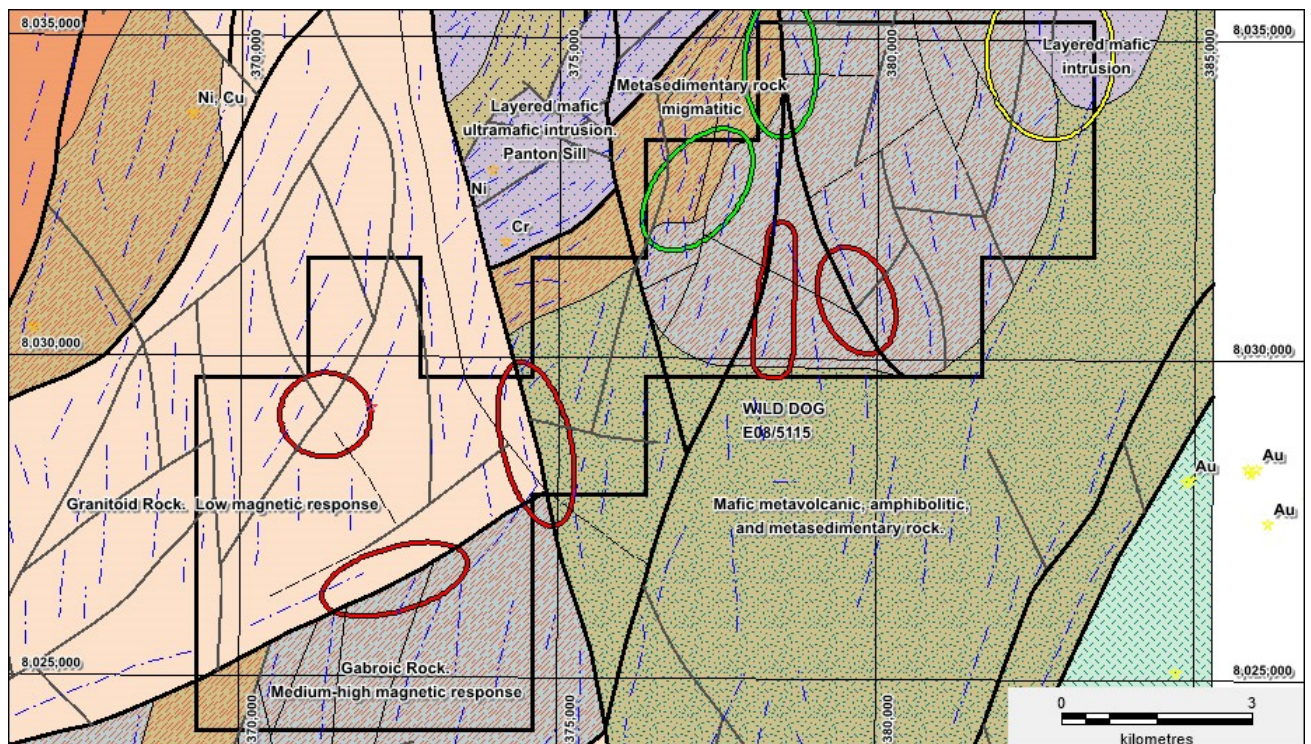 8,035,000
370,000
375,000
380,000
385,000
8,035,000
Layered mafic
intrusion
Ni, Cu
Metasedimentary rock
migmatitic
Layered mafic
ultramafic intrusion.
Panton Sill
Ni
Cr
8,030,000
8,030,000
WILD DOG
E08/5115
Au
Au
Au
Granitoid Rock. Low magnetic response
Mafic metavolcanic, amphibolitic,
and metasedimentary rock.
8,025,000
8,025,000
Gabroic Rock.
Medium-high magnetic response
370,000
375,000
380,000
0 3
kilometres